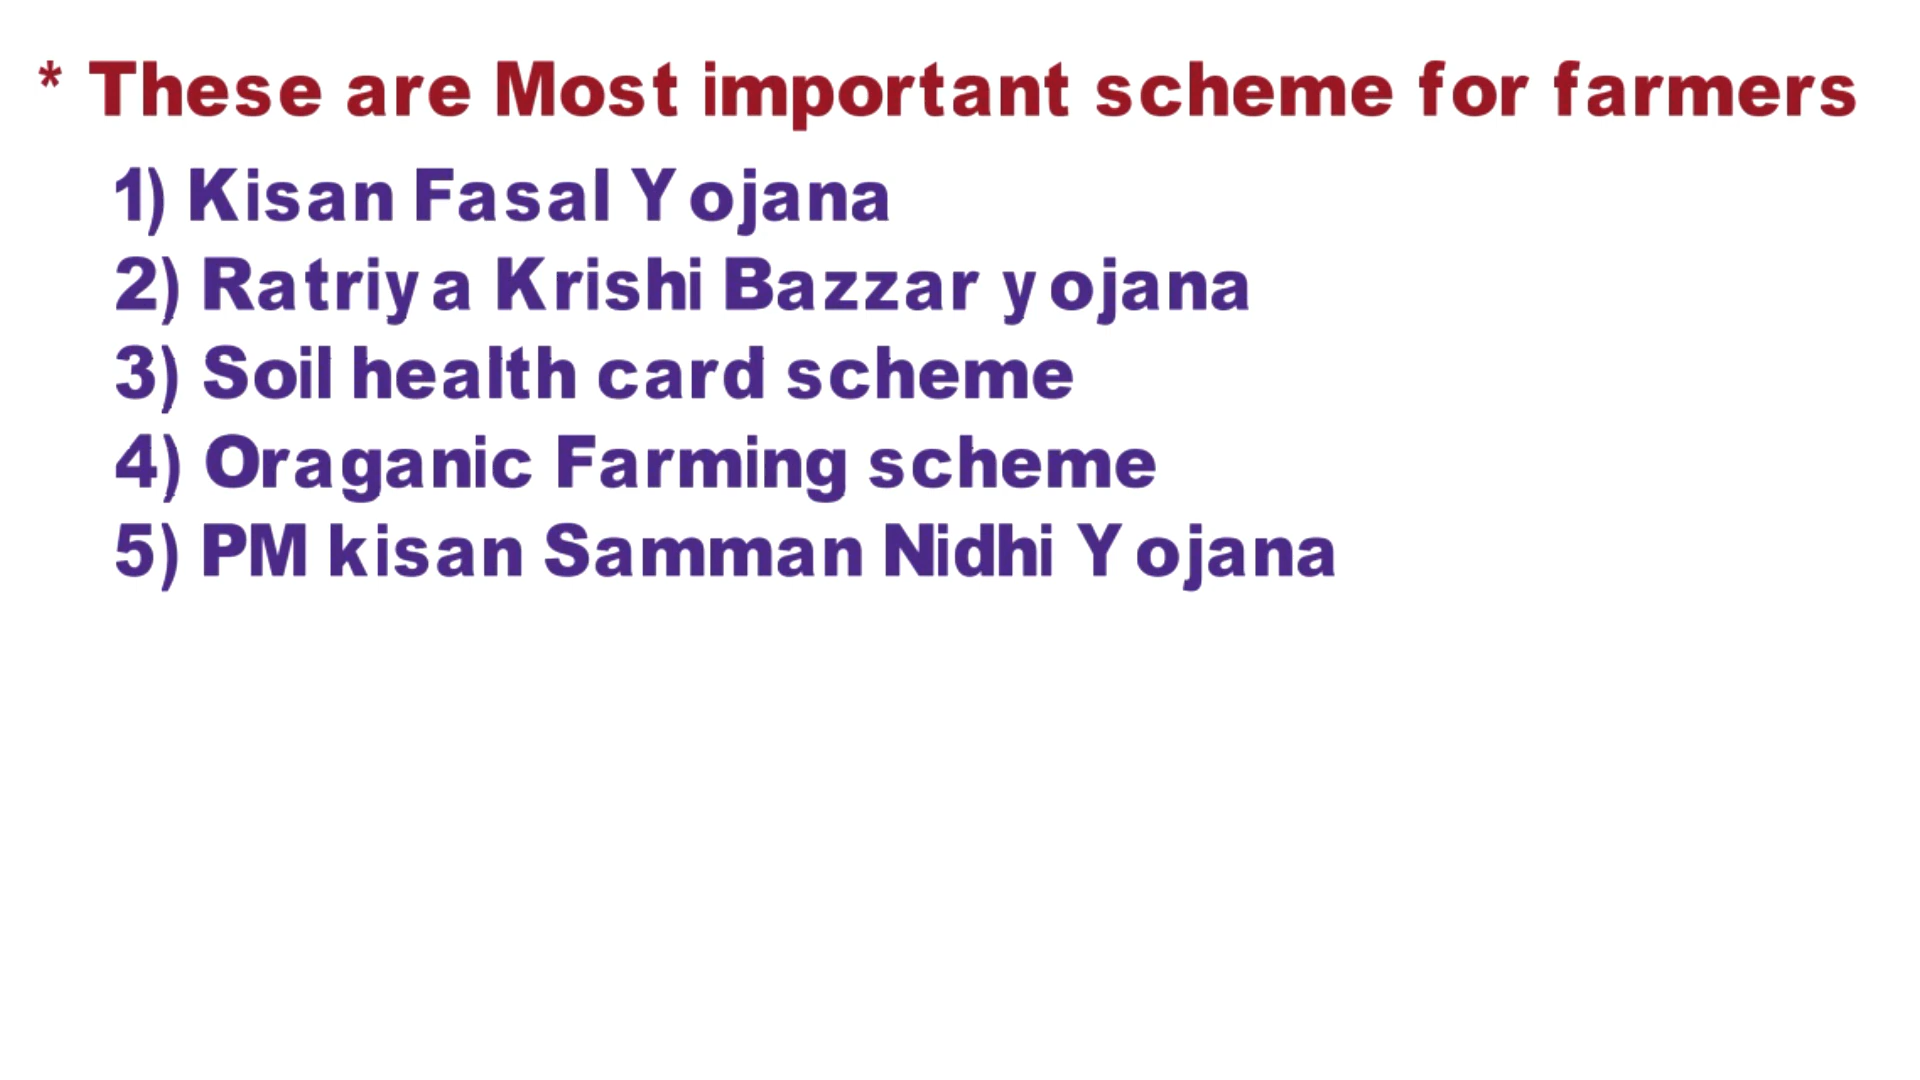 * These are Most important scheme for farmers
1) Kisan Fasal Yojana
2) Ratriya Krishi Bazzar yojana
3) Soil health card scheme
4) Oraganic Farming scheme
5) PM kisan Samman Nidhi Yojana